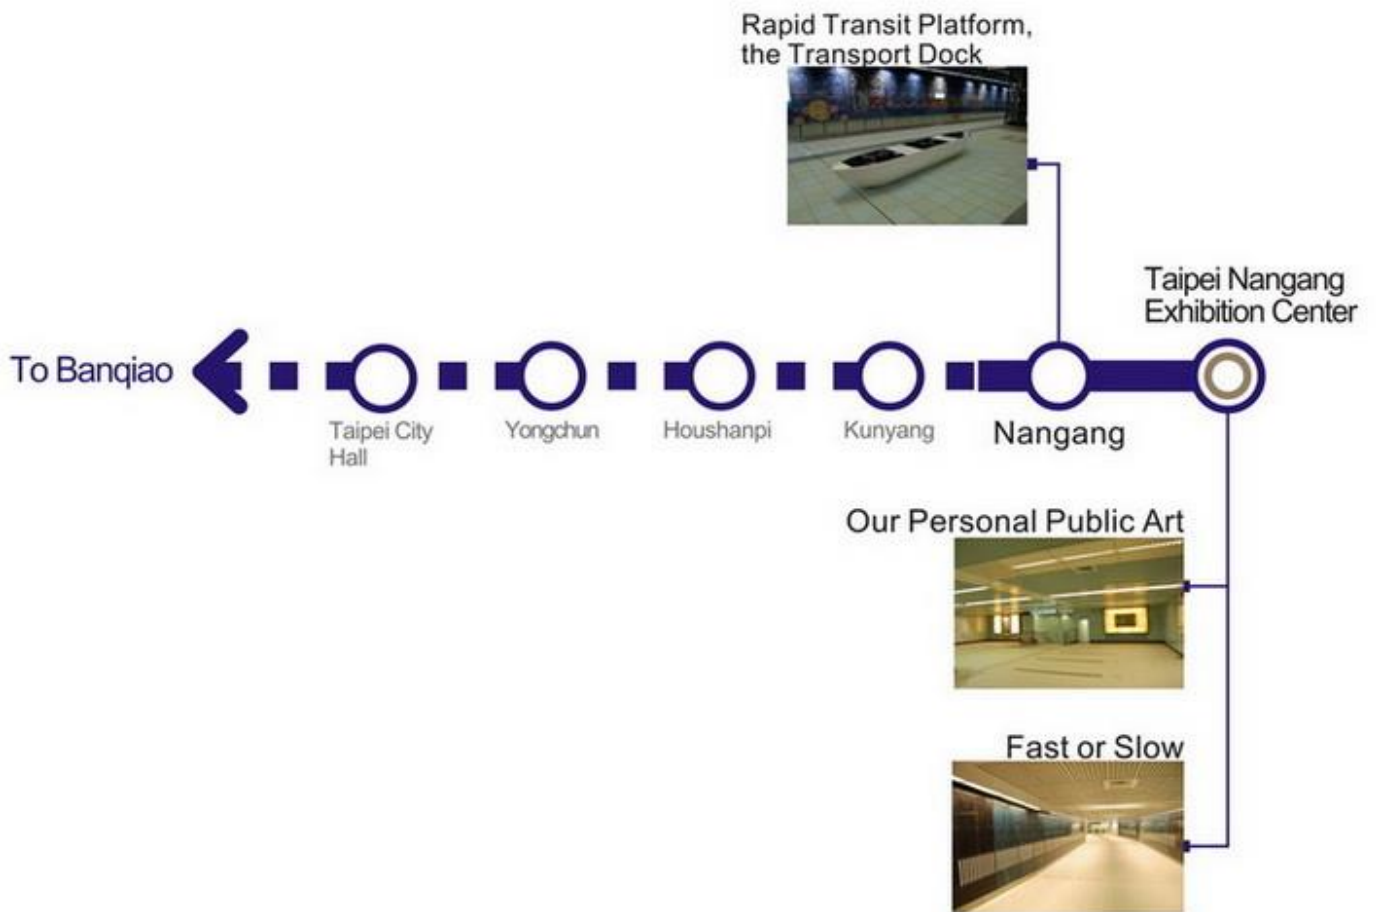 Rapid Transit Platform,
the Transport Dock
Taipei Nangang
Exhibition Center
To Banqiao
Taipei City
Hall
Yongchun
Houshanpi
Kunyang
Nangang
Our Personal Public Art
Fast or Slow